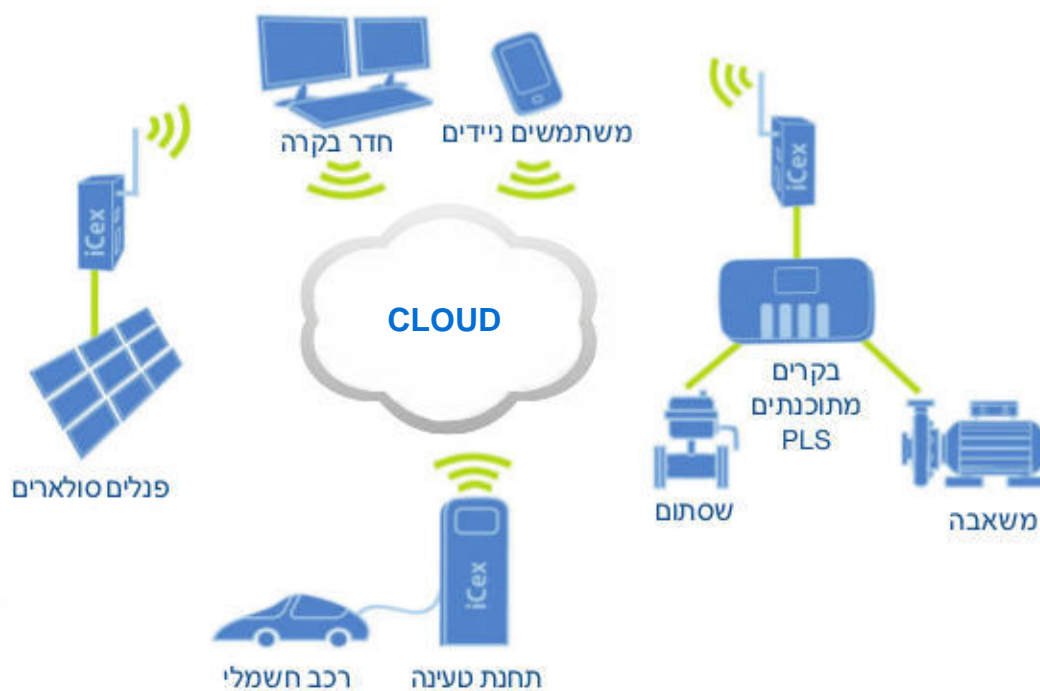 חדר בקרה
משתמשים ניידים
iCex
iCex
CLOUD
בקרים
מתוכנתים
PLS
פנלים סולארים
שסתום
משאבה
iCex
רכב חשמלי
תחנת טעינה